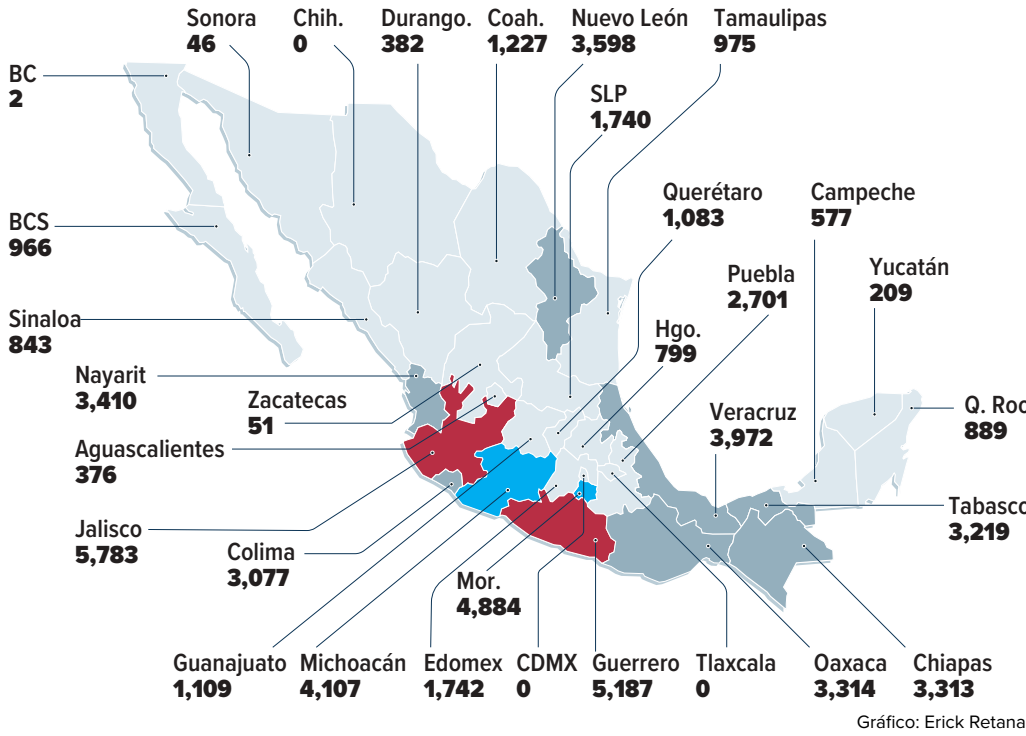 Sonora
46
Chih.
0
Durango.
382
Coah.
1,227
Nuevo León
3,598
Tamaulipas
975
BC
2
SLP
1,740
Querétaro
1,083
Campeche
577
BCS
966
Puebla
2,701
Yucatán
209
Sinaloa
843
Hgo.
799
Nayarit
3,410
Zacatecas
51
Veracruz
3,972
Q. Roo
889
Aguascalientes
376
Jalisco
5,783
Colima
3,077
Mor.
4,884
Tabasco
3,219
Guanajuato
1,109
Michoacán
4,107
Edomex
1,742
CDMX
0
Guerrero
5,187
Tlaxcala
0
Oaxaca
3,314
Chiapas
3,313
Gráfico: Erick Retana